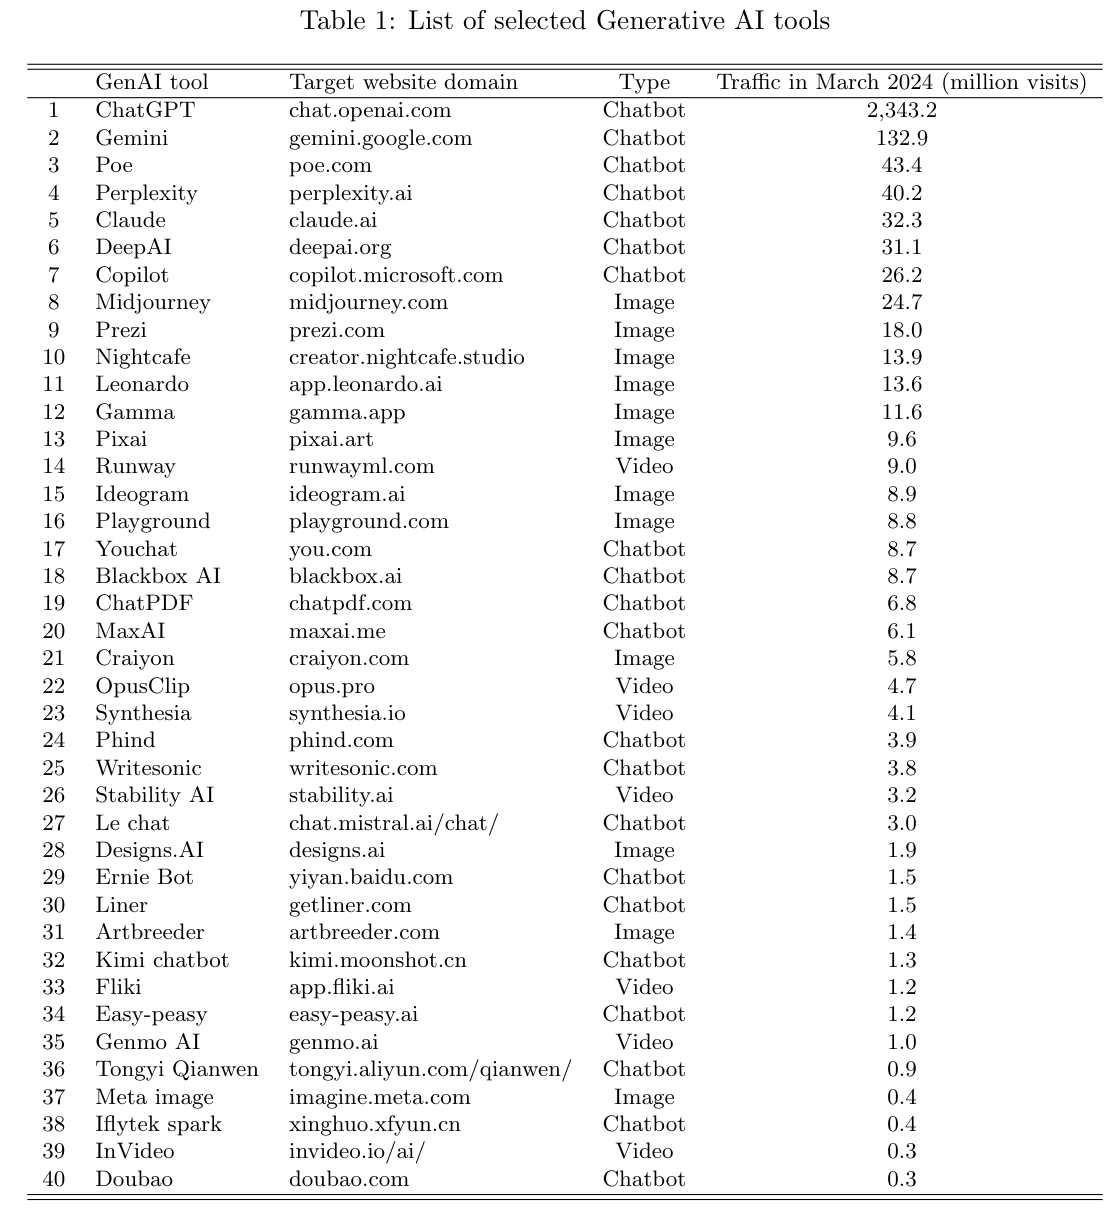 Table 1: List of selected Generative AI tools
GenAI tool Target website domain Type Traffic in March 2024 (million visits)
1 ChatGPT chat.openai.com Chatbot 2,343.2
2 Gemini gemini.google.com Chatbot 132.9
3 Poe poe.com Chatbot 43.4
4 Perplexity perplexity.ai Chatbot 40.2
5 Claude claude.ai Chatbot 32.3
6 DeepAI deepai.org Chatbot 31.1
7 Copilot copilot.microsoft.com Chatbot 26.2
8 Midjourney midjourney.com Image 24.7
9 Prezi prezi.com Image 18.0
10 Nightcafe creator.nightcafe.studio Image 13.9
11 Leonardo app.leonardo.ai Image 13.6
12 Gamma gamma.app Image 11.6
13 Pixai pixai.art Image 9.6
14 Runway runwayml.com Video 9.0
15 Ideogram ideogram.ai Image 8.9
16 Playground playground.com Image 8.8
17 Youchat you.com Chatbot 8.7
18 Blackbox AI blackbox.ai Chatbot 8.7
19 ChatPDF chatpdf.com Chatbot 6.8
20 MaxAI maxai.me Chatbot 6.1
21 Craiyon craiyon.com Image 5.8
22 OpusClip opus.pro Video 4.7
23 Synthesia synthesia.io Video 4.1
24 Phind phind.com Chatbot 3.9
25 Writesonic writesonic.com Chatbot 3.8
26 Stability AI stability.ai Video 3.2
27 Le chat chat.mistral.ai/chat/ Chatbot 3.0
28 Designs.AI designs.ai Image 1.9
29 Ernie Bot yiyan.baidu.com Chatbot 1.5
30 Liner getliner.com Chatbot 1.5
31 Artbreeder artbreeder.com Image 1.4
32 Kimi chatbot kimi.moonshot.cn Chatbot 1.3
33 Fliki app.fliki.ai Video 1.2
34 Easy-peasy easy-peasy.ai Chatbot 1.2
35 Genmo AI genmo.ai Video 1.0
36 Tongyi Qianwen tongyi.aliyun.com/qianwen/ Chatbot 0.9
37 Meta image imagine.meta.com Image 0.4
38 Iflytek spark xinghuo.xfyun.cn Chatbot 0.4
39 InVideo invideo.io/ai/ Video 0.3
40 Doubao doubao.com Chatbot 0.3